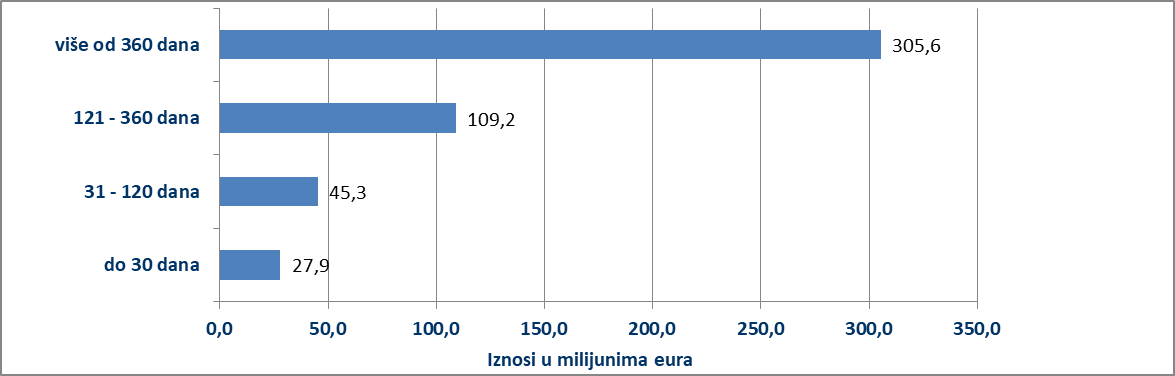 više od 360 dana
305,6
121 - 360 dana
109,2
31 - 120 dana
45,3
do 30 dana
27,9
0,0 50,0 100,0 150,0 200,0 250,0 300,0 350,0
Iznosi u milijunima eura